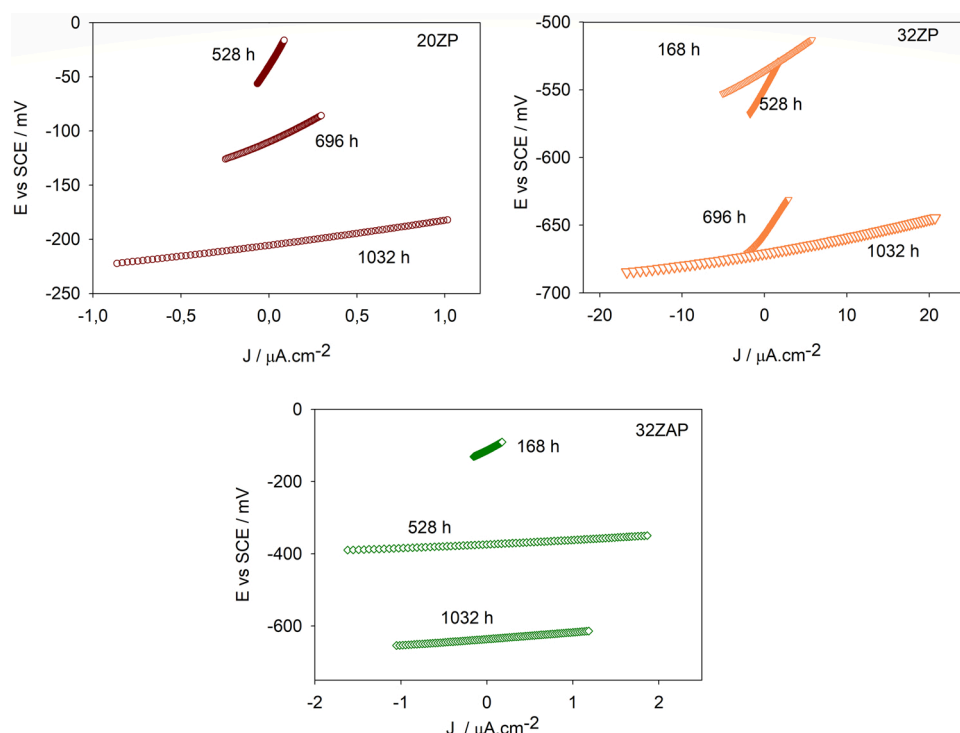 20ZP
0
-50
-100
-150
-200
-250
E vs SCE / mV
528 h
696 h
1032 h
-1,0
-0,5
0,0
0,5
1,0
J / μA.cm-2
32ZP
-500
-550
-600
-650
-700
E vs SCE / mV
168 h
528 h
696 h
1032 h
-20
-10
0
10
20
J / μA.cm-2
32ZAP
0
-200
-400
-600
E vs SCE / mV
168 h
528 h
1032 h
-2
-1
0
1
2
J / μA.cm-2